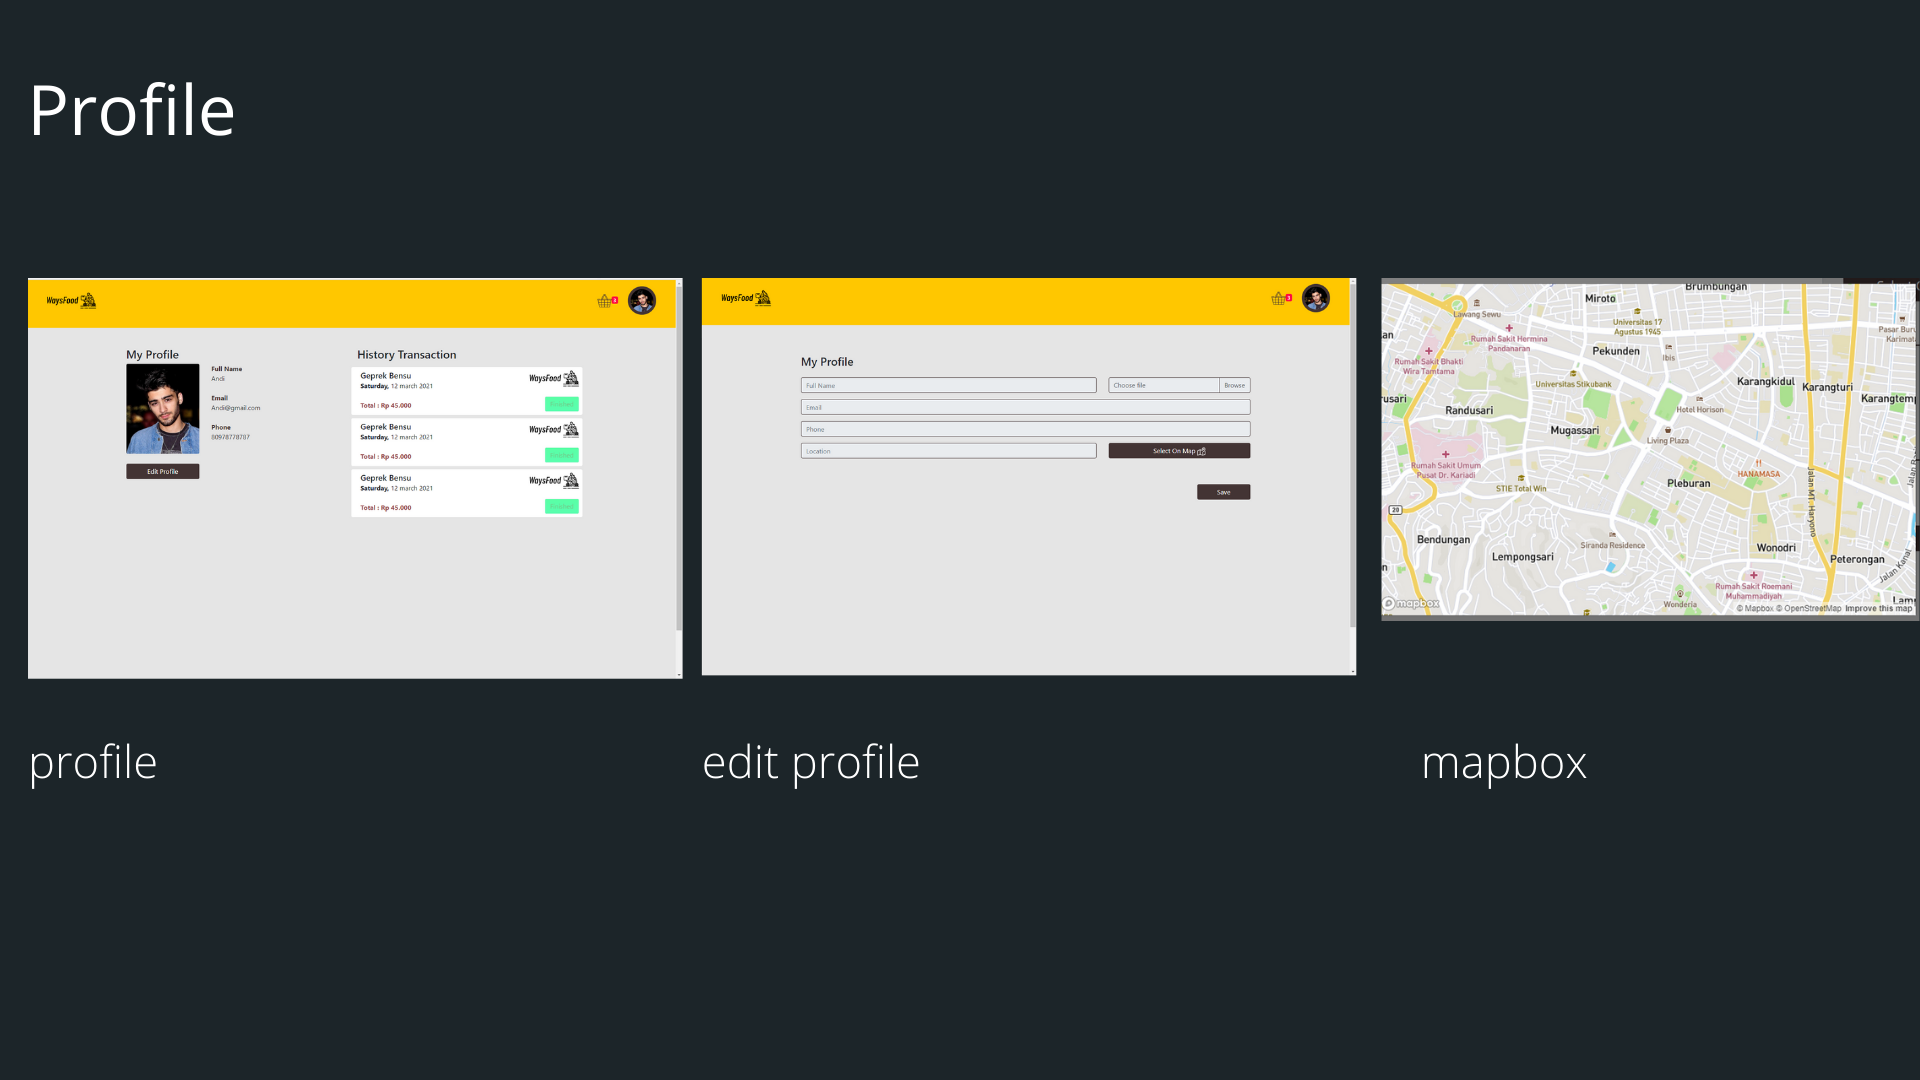 Profile
WaysFood
3
My Profile
Full Name
Andi
Email
Andi@gmail.com
Phone
00978778787
Edit Profile
History Transaction
Geprek Bensu
Saturday, 12 march 2021
Total : Rp 45.000
WaysFood
Finished
Geprek Bensu
Saturday, 12 march 2021
Total : Rp 45.000
WaysFood
Finished
Geprek Bensu
Saturday, 12 march 2021
Total : Rp 45.000
WaysFood
Finished
WaysFood
3
My Profile
Full Name
Choose file
Browse
Email
Phone
Location
Select On Map
Save
Brumbungan
Miroto
Lawang Sewu
Universitas 17
Agustus 1945
Rumah Sakit Hermina
Pandanaran
Pekunden
Ibis
Rumah Sakit Bhakti
Wira Tamtama
Universitas Stikubank
Karangkidul
Karangturi
Randusari
Hotel Horison
Mugassari
Living Plaza
Rumah Sakit Umum
Pusat Dr. Kariadi
HANAMASA
Pleburan
STIE Total Win
Jalan MT. Haryono
20
Bendungan
Siranda Residence
Wonodri
Lempongsari
Peterongan
Jalan Kanal
Rumah Sakit Roemani
Muhammadiyah
Wonderia
mapbox
© Mapbox © OpenStreetMap Improve this map
profile
edit profile
mapbox